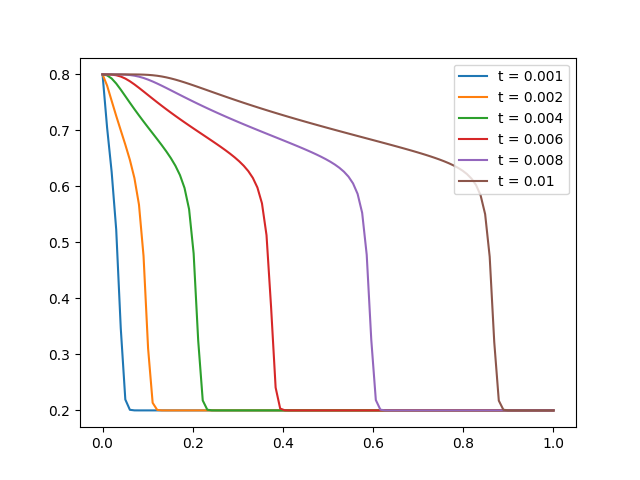 0.8
0.7
0.6
0.5
0.4
0.3
0.2
0.0 0.2 0.4 0.6 0.8 1.0
t = 0.001
t = 0.002
t = 0.004
t = 0.006
t = 0.008
t = 0.01